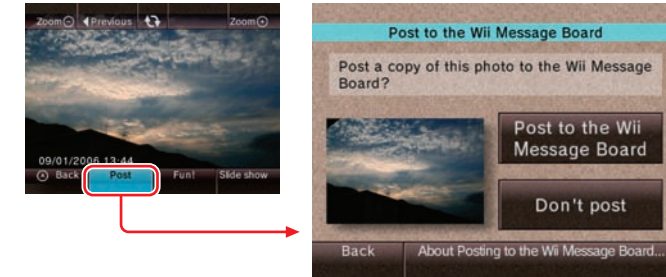 Zoom⊖ ◀Previous Zoom⊕
09/01/2006 13:44
Back Post Fun! Slide show
Post to the Wii Message Board
Post a copy of this photo to the Wii Message
Board?
Post to the Wii
Message Board
Don't post
Back About Posting to the Wii Message Board...